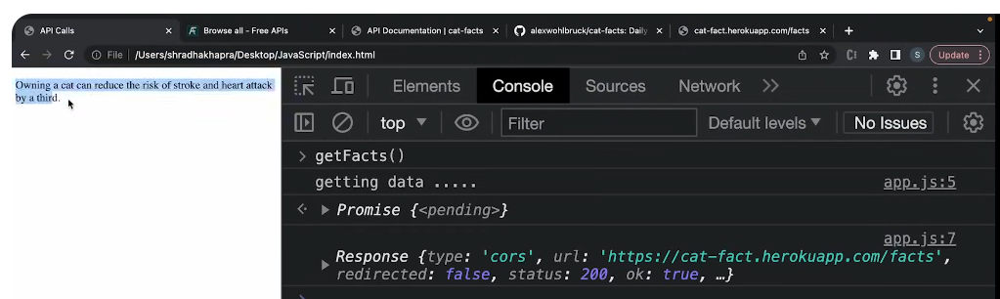 API Calls
Browse all - Free APIs
API Documentation | cat-facts
alexwohlbruck/cat-facts: Daily
cat-fact.herokuapp.com/facts
File
/Users/shradhakhapra/Desktop/JavaScript/index.html
S
Update
Owning a cat can reduce the risk of stroke and heart attack
by a third.
Elements
Console
Sources
Network
top
Filter
Default levels
No Issues
getFacts()
getting data .....
app.js:5
Promise {<pending>}
app.js:7
Response {type: 'cors', url: 'https://cat-fact.herokuapp.com/facts',
redirected: false, status: 200, ok: true, …}